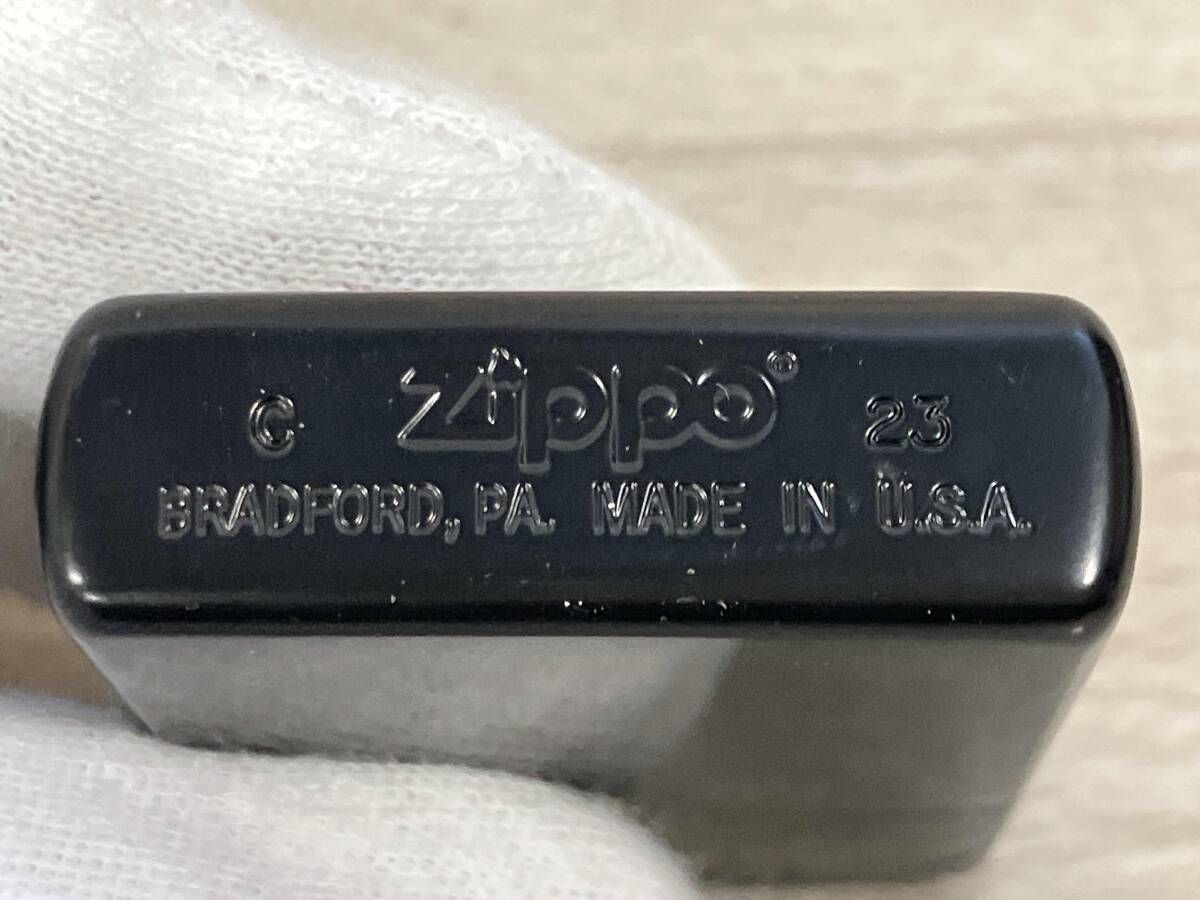 C Zippo® 23
BRADFORD, PA. MADE IN U.S.A.